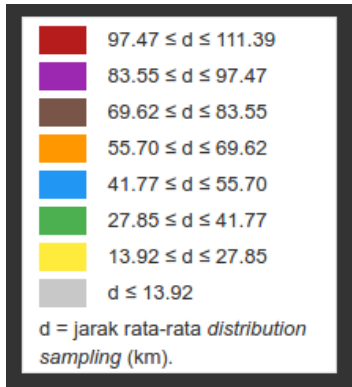 97.47 ≤ d ≤ 111.39
83.55 ≤ d ≤ 97.47
69.62 ≤ d ≤ 83.55
55.70 ≤ d ≤ 69.62
41.77 ≤ d ≤ 55.70
27.85 ≤ d ≤ 41.77
13.92 ≤ d ≤ 27.85
d ≤ 13.92
d = jarak rata-rata distribution
sampling (km).